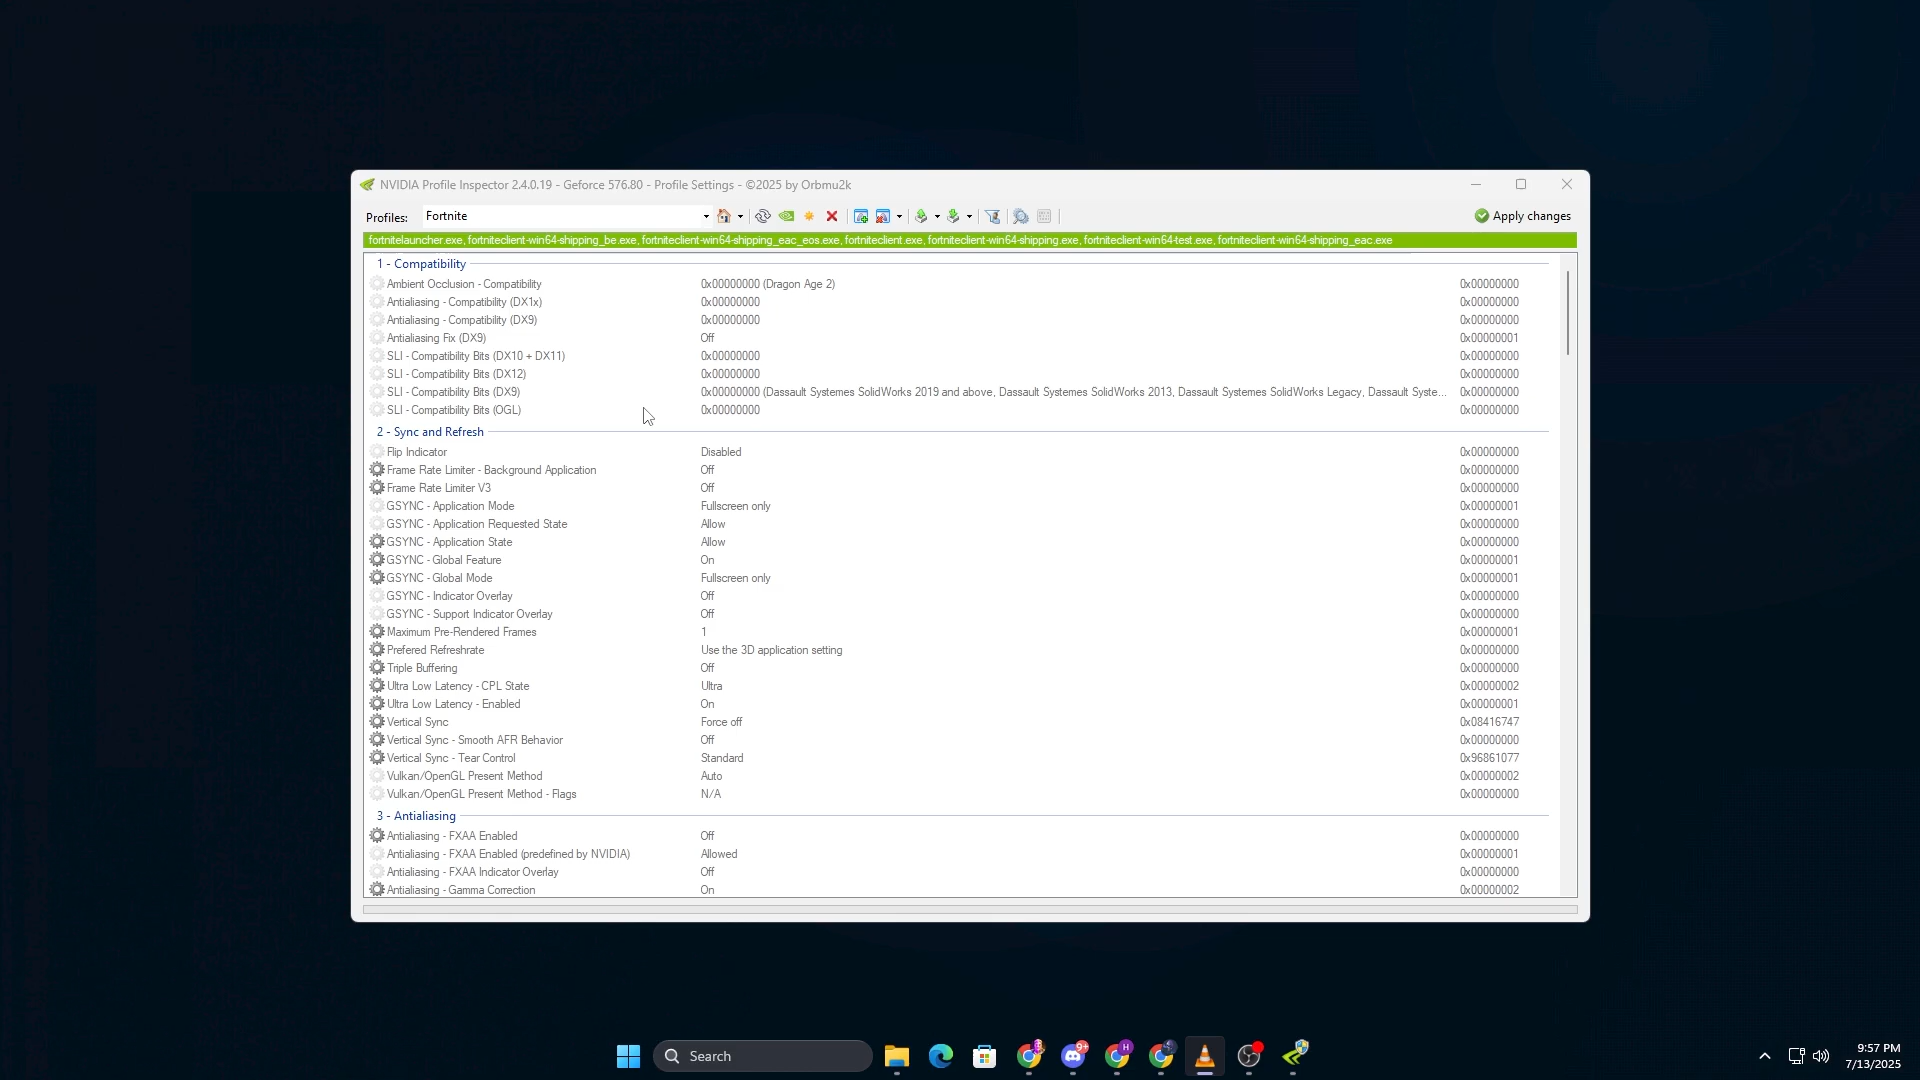 NVIDIA Profile Inspector 2.4.0.19 - Geforce 576.80 - Profile Settings - ©2025 by Orbmu2k
Profiles: Fortnite Apply changes
fortnitelauncher.exe, fortniteclient-win64-shipping_be.exe, fortniteclient-win64-shipping_eac_eos.exe, fortniteclient.exe, fortniteclient-win64-shipping.exe, fortniteclient-win64-test.exe, fortniteclient-win64-shipping_eac.exe
1 - Compatibility
Ambient Occlusion - Compatibility 0x00000000 (Dragon Age 2) 0x00000000
Antialiasing - Compatibility (DX1x) 0x00000000 0x00000000
Antialiasing - Compatibility (DX9) 0x00000000 0x00000000
Antialiasing Fix (DX9) Off 0x00000001
SLI - Compatibility Bits (DX10 + DX11) 0x00000000 0x00000000
SLI - Compatibility Bits (DX12) 0x00000000 0x00000000
SLI - Compatibility Bits (DX9) 0x00000000 (Dassault Systemes SolidWorks 2019 and above, Dassault Systemes SolidWorks 2013, Dassault Systemes SolidWorks Legacy, Dassault Syste... 0x00000000
SLI - Compatibility Bits (OGL) 0x00000000 0x00000000
2 - Sync and Refresh
Flip Indicator Disabled 0x00000000
Frame Rate Limiter - Background Application Off 0x00000000
Frame Rate Limiter V3 Off 0x00000000
GSYNC - Application Mode Fullscreen only 0x00000001
GSYNC - Application Requested State Allow 0x00000000
GSYNC - Application State Allow 0x00000000
GSYNC - Global Feature On 0x00000001
GSYNC - Global Mode Fullscreen only 0x00000001
GSYNC - Indicator Overlay Off 0x00000000
GSYNC - Support Indicator Overlay Off 0x00000000
Maximum Pre-Rendered Frames 1 0x00000001
Prefered Refreshrate Use the 3D application setting 0x00000000
Triple Buffering Off 0x00000000
Ultra Low Latency - CPL State Ultra 0x00000002
Ultra Low Latency - Enabled On 0x00000001
Vertical Sync Force off 0x08416747
Vertical Sync - Smooth AFR Behavior Off 0x00000000
Vertical Sync - Tear Control Standard 0x96861077
Vulkan/OpenGL Present Method Auto 0x00000002
Vulkan/OpenGL Present Method - Flags N/A 0x00000000
3 - Antialiasing
Antialiasing - FXAA Enabled Off 0x00000000
Antialiasing - FXAA Enabled (predefined by NVIDIA) Allowed 0x00000001
Antialiasing - FXAA Indicator Overlay Off 0x00000000
Antialiasing - Gamma Correction On 0x00000002
Search
9+
H
9:57 PM
7/13/2025